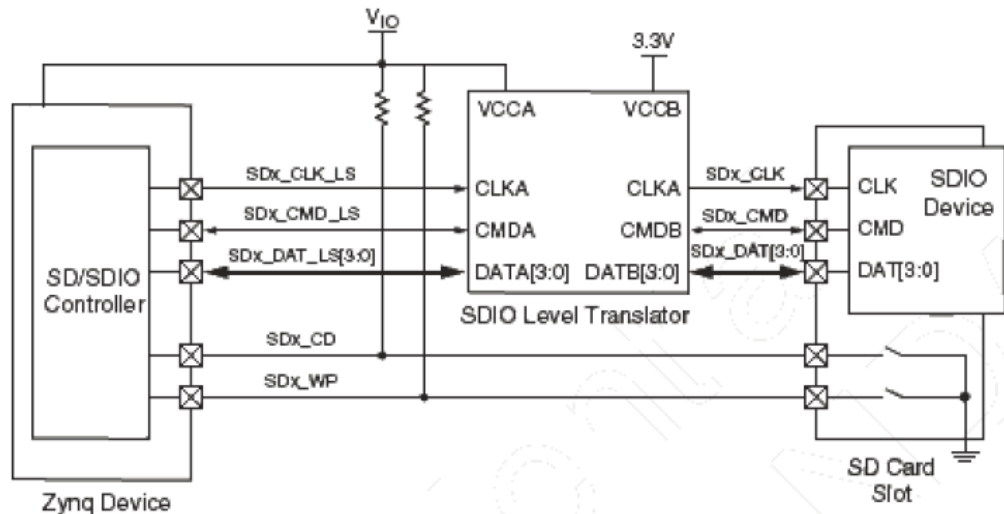 VIO
3.3V
VCCA
VCCB
SDx_CLK_LS
CLKA
CLKA
SDx_CLK
CLK
SDIO
Device
SDx_CMD_LS
CMDA
CMDB
SDx_CMD
CMD
SD/SDIO
Controller
SDx_DAT_LS[3:0]
DATA[3:0]
DATB[3:0]
SDx_DAT[3:0]
DAT[3:0]
SDIO Level Translator
SDx_CD
SDx_WP
Zynq Device
SD Card
Slot